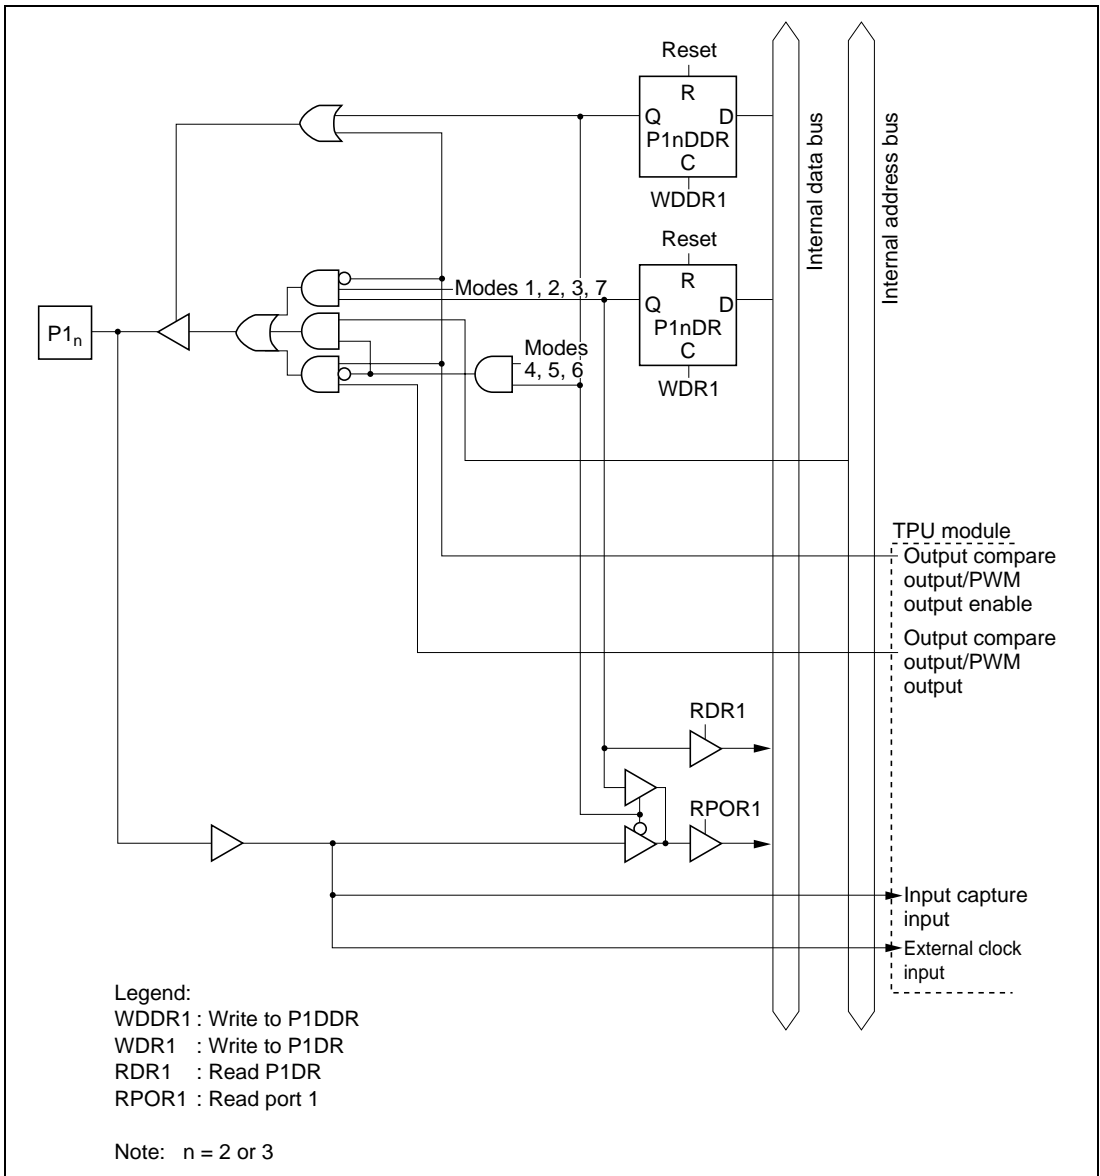 Reset
R
Q D
P1nDDR
C
WDDR1
Internal data bus
Internal address bus
Reset
R
Modes 1, 2, 3, 7
Q D
P1nDR
C
WDR1
P1n
Modes
4, 5, 6
TPU module
Output compare
output/PWM
output enable
Output compare
output/PWM
output
RDR1
RPOR1
Input capture
input
External clock
input
Legend:
WDDR1 : Write to P1DDR
WDR1 : Write to P1DR
RDR1 : Read P1DR
RPOR1 : Read port 1
Note: n = 2 or 3